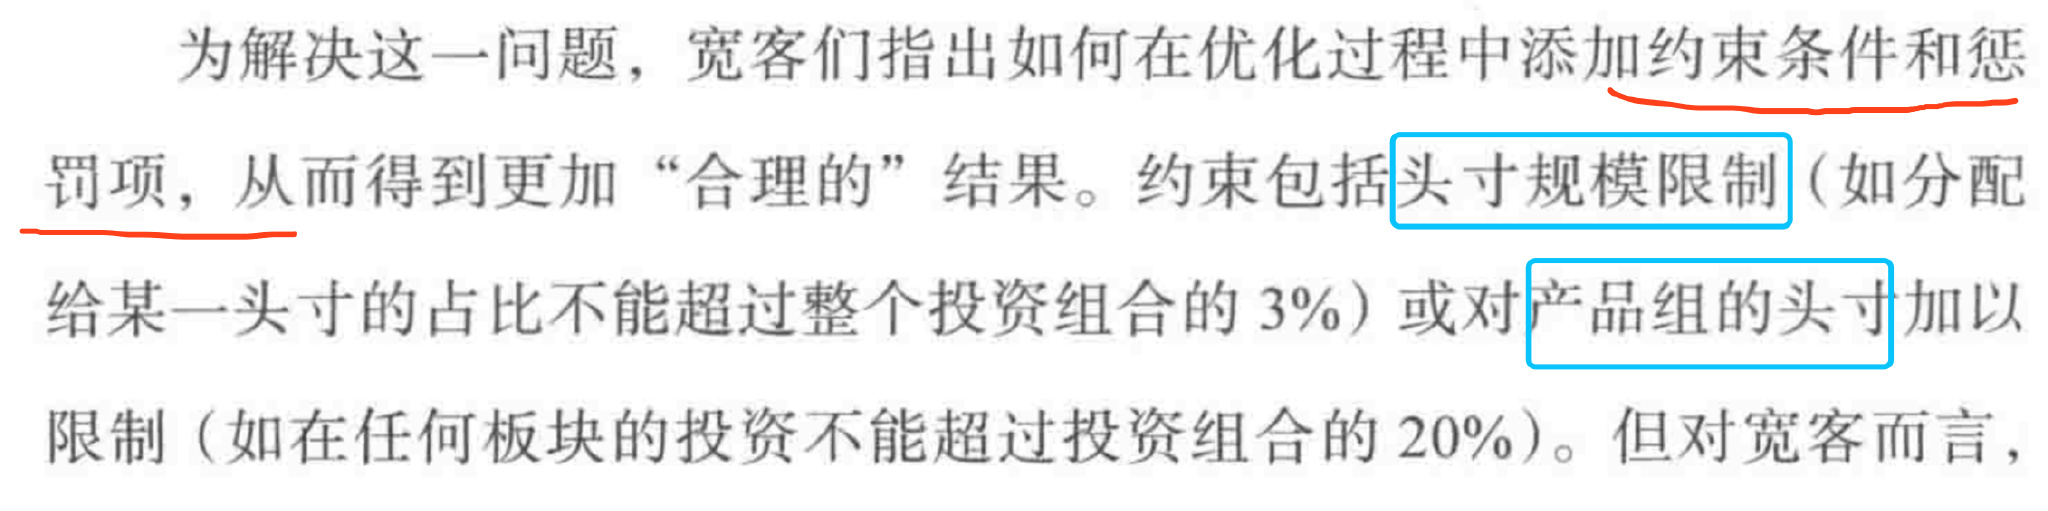 为解决这一问题，宽客们指出如何在优化过程中添加约束条件和惩
罚项，从而得到更加“合理的”结果。约束包括头寸规模限制（如分配
给某一头寸的占比不能超过整个投资组合的 3%）或对产品组的头寸加以
限制（如在任何板块的投资不能超过投资组合的 20%）。但对宽客而言，